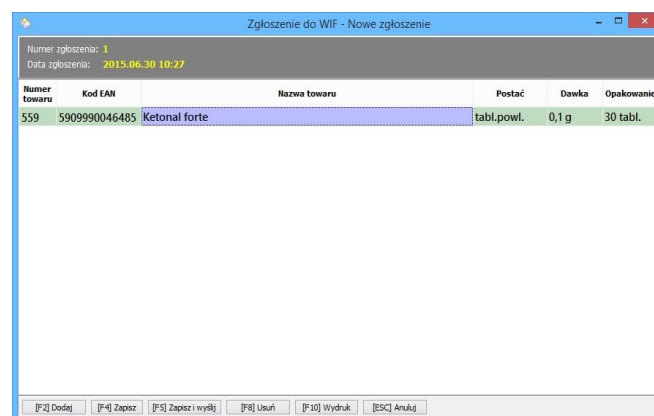 Zgłoszenie do WIF - Nowe zgłoszenie
Numer zgłoszenia: 1
Data zgłoszenia: 2015.06.30 10:27
Numer towaru Kod EAN Nazwa towaru Postać Dawka Opakowanie
559 5909990046485 Ketonal forte tabl.powl. 0,1 g 30 tabl.
[F2] Dodaj [F4] Zapisz [F5] Zapisz i wyślij [F8] Usuń [F10] Wydruk [ESC] Anuluj